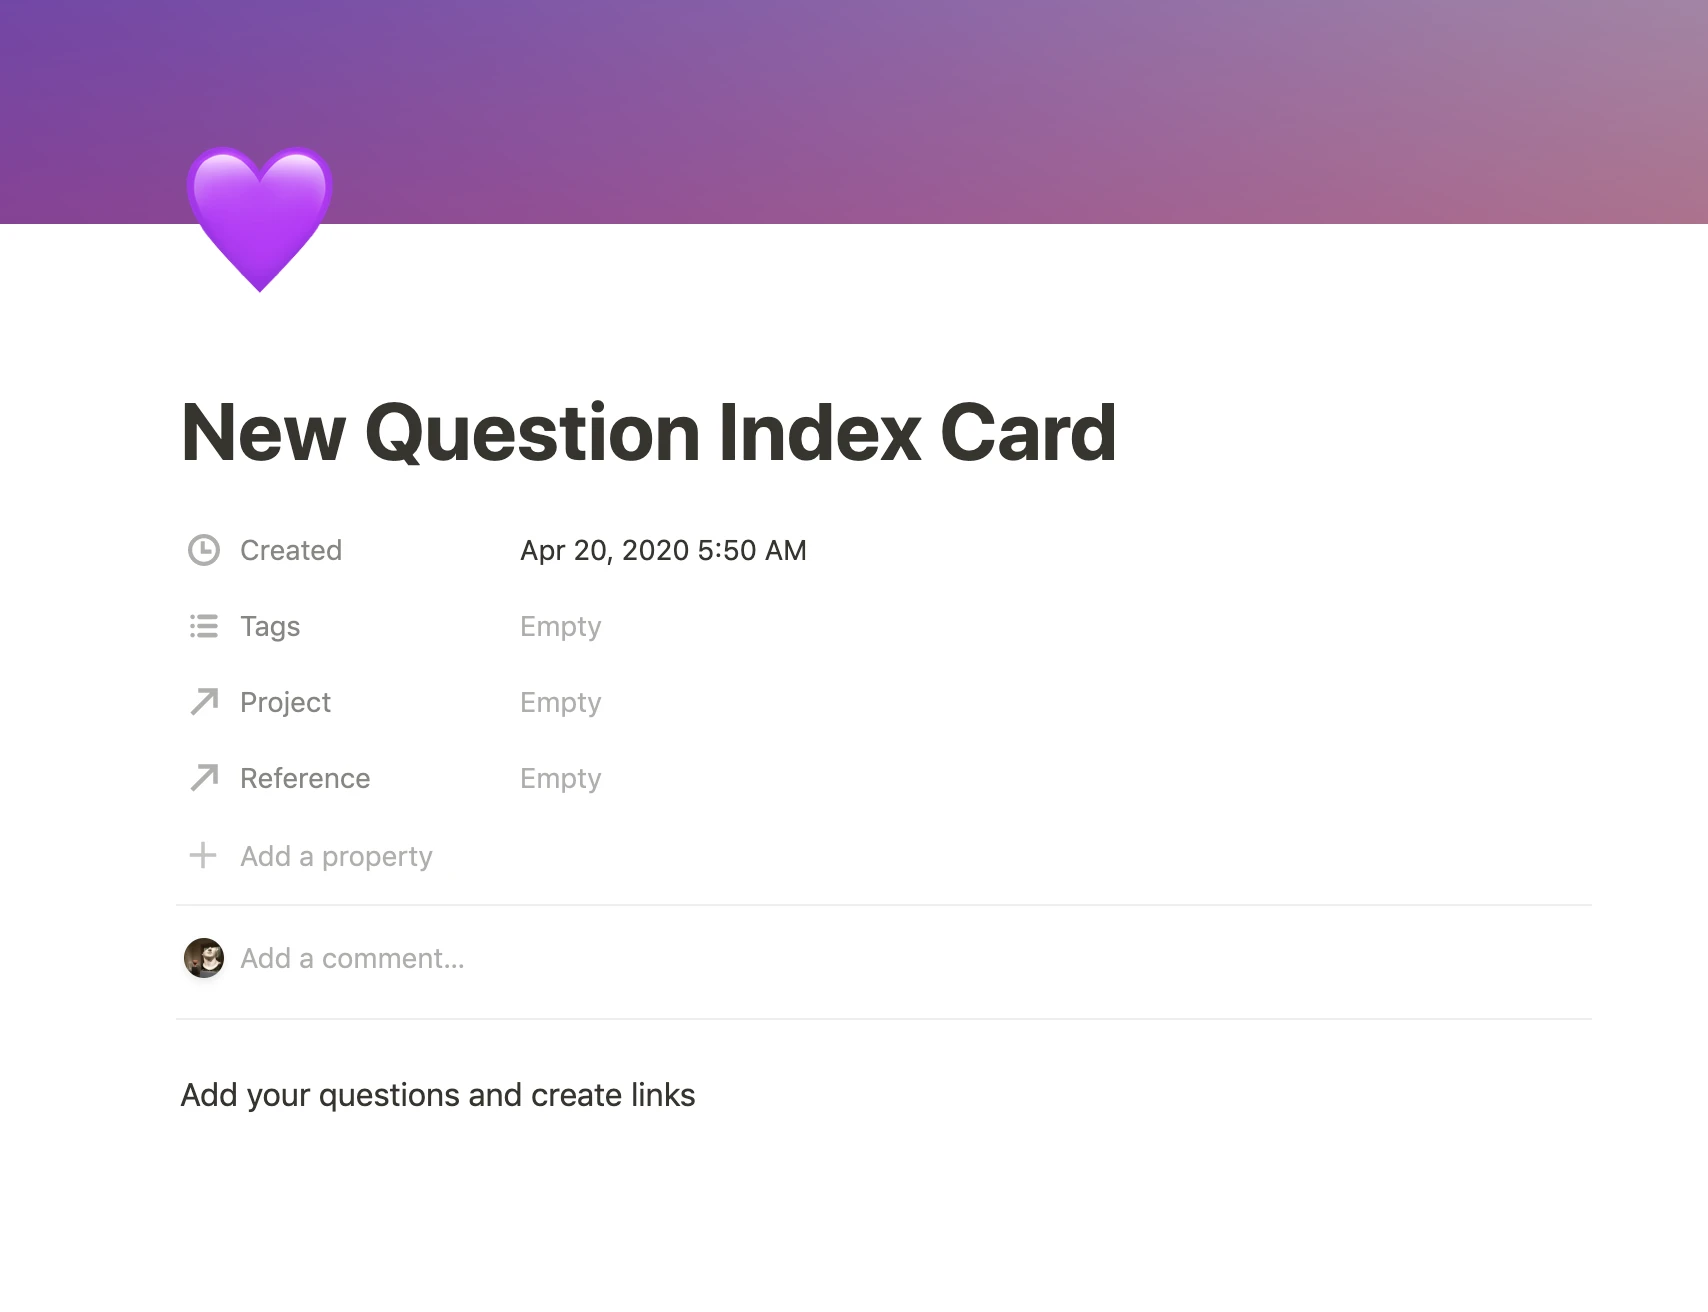 New Question Index Card
Created Apr 20, 2020 5:50 AM
Tags Empty
Project Empty
Reference Empty
Add a property
Add a comment...
Add your questions and create links